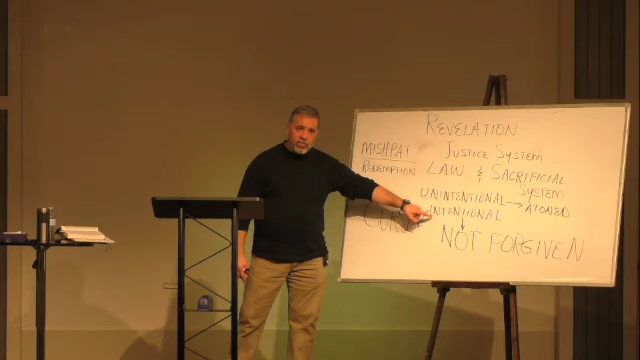 REVELATION
MISHPAT JUSTICE SYSTEM
REDEMPTION LAW & SACRIFICIAL
SYSTEM
UNINTENTIONAL → ATONED
INTENTIONAL
↓
NOT FORGIVEN